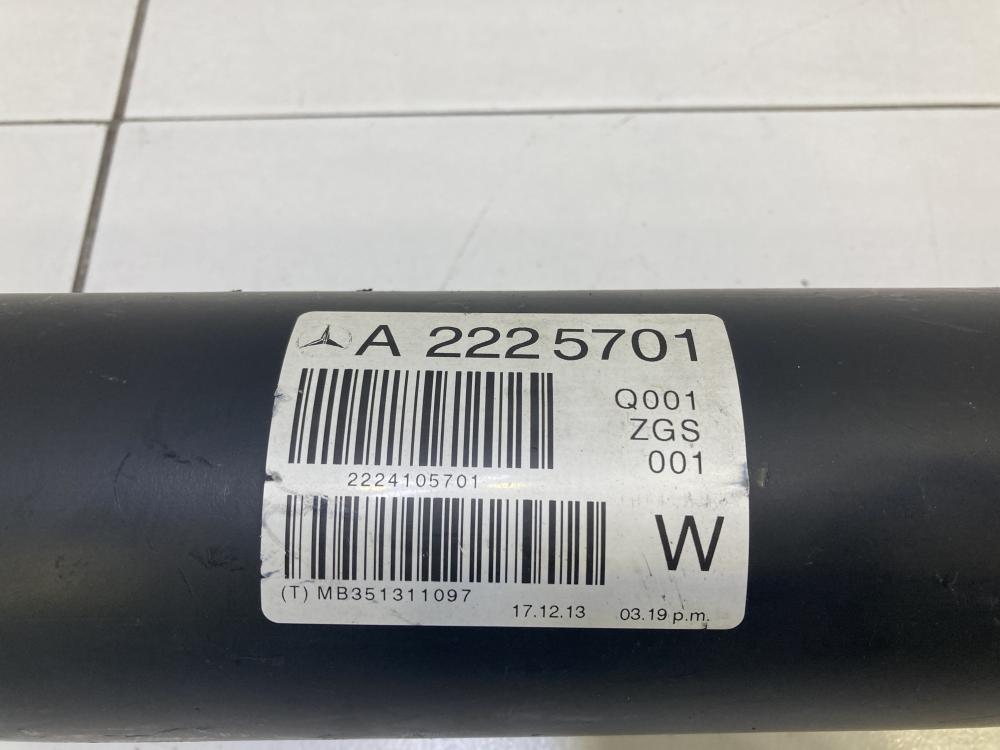 A 222 5701
Q001
ZGS
001
2224105701
W
(T) MB351311097
17.12.13 03.19 p.m.